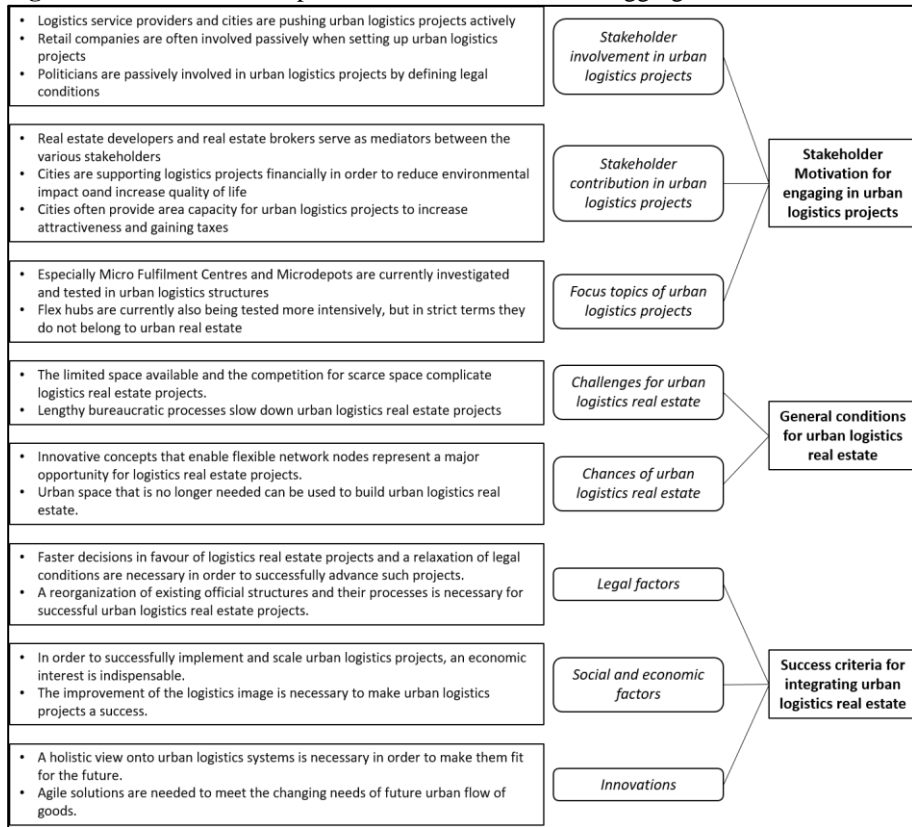 • Logistics service providers and cities are pushing urban logistics projects actively
• Retail companies are often involved passively when setting up urban logistics
projects
• Politicians are passively involved in urban logistics projects by defining legal
conditions
Stakeholder
involvement in urban
logistics projects
• Real estate developers and real estate brokers serve as mediators between the
various stakeholders
• Cities are supporting logistics projects financially in order to reduce environmental
impact oand increase quality of life
• Cities often provide area capacity for urban logistics projects to increase
attractiveness and gaining taxes
Stakeholder
contribution in urban
logistics projects
Stakeholder
Motivation for
engaging in urban
logistics projects
• Especially Micro Fulfilment Centres and Microdepots are currently investigated
and tested in urban logistics structures
• Flex hubs are currently also being tested more intensively, but in strict terms they
do not belong to urban real estate
Focus topics of urban
logistics projects
• The limited space available and the competition for scarce space complicate
logistics real estate projects.
• Lengthy bureaucratic processes slow down urban logistics real estate projects
Challenges for urban
logistics real estate
General conditions
for urban logistics
real estate
• Innovative concepts that enable flexible network nodes represent a major
opportunity for logistics real estate projects.
• Urban space that is no longer needed can be used to build urban logistics real
estate.
Chances of urban
logistics real estate
• Faster decisions in favour of logistics real estate projects and a relaxation of legal
conditions are necessary in order to successfully advance such projects.
• A reorganization of existing official structures and their processes is necessary for
successful urban logistics real estate projects.
Legal factors
• In order to successfully implement and scale urban logistics projects, an economic
interest is indispensable.
• The improvement of the logistics image is necessary to make urban logistics
projects a success.
Social and economic
factors
Success criteria for
integrating urban
logistics real estate
• A holistic view onto urban logistics systems is necessary in order to make them fit
for the future.
• Agile solutions are needed to meet the changing needs of future urban flow of
goods.
Innovations